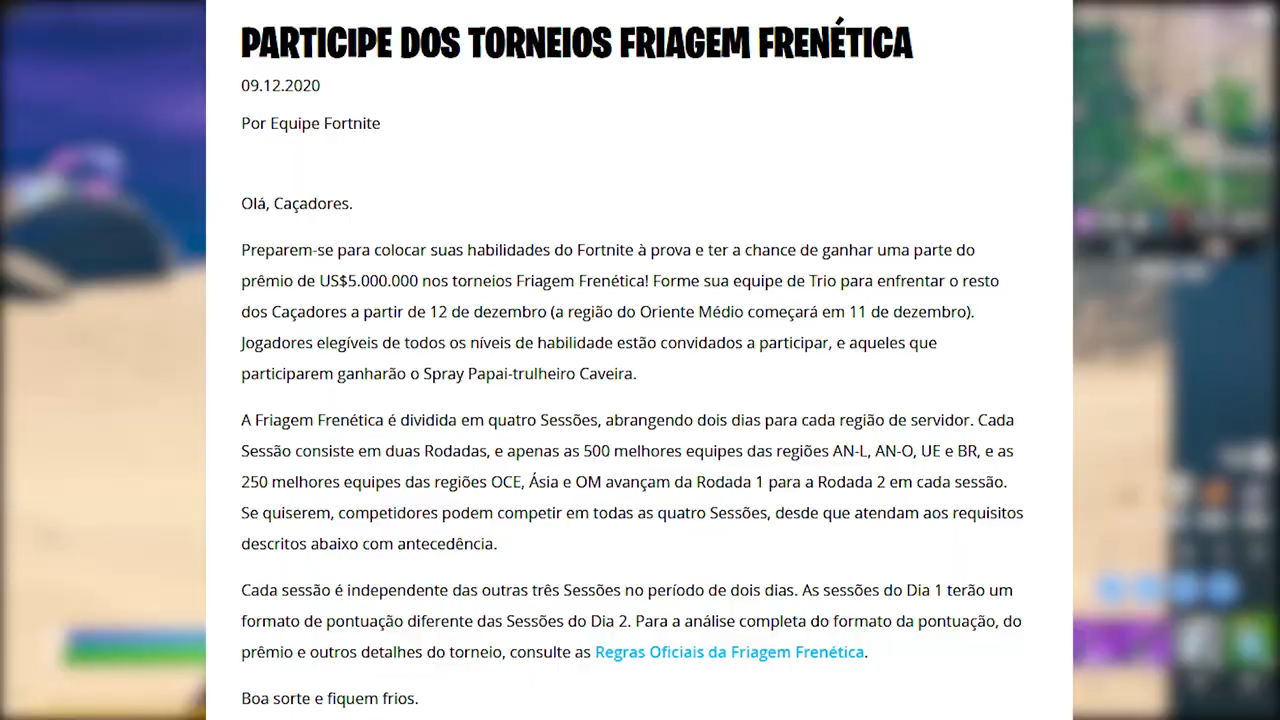 PARTICIPE DOS TORNEIOS FRIAGEM FRENÉTICA
09.12.2020
Por Equipe Fortnite
Olá, Caçadores.
Preparem-se para colocar suas habilidades do Fortnite à prova e ter a chance de ganhar uma parte do
prêmio de US$5.000.000 nos torneios Friagem Frenética! Forme sua equipe de Trio para enfrentar o resto
dos Caçadores a partir de 12 de dezembro (a região do Oriente Médio começará em 11 de dezembro).
Jogadores elegíveis de todos os níveis de habilidade estão convidados a participar, e aqueles que
participarem ganharão o Spray Papai-trulheiro Caveira.
A Friagem Frenética é dividida em quatro Sessões, abrangendo dois dias para cada região de servidor. Cada
Sessão consiste em duas Rodadas, e apenas as 500 melhores equipes das regiões AN-L, AN-O, UE e BR, e as
250 melhores equipes das regiões OCE, Ásia e OM avançam da Rodada 1 para a Rodada 2 em cada sessão.
Se quiserem, competidores podem competir em todas as quatro Sessões, desde que atendam aos requisitos
descritos abaixo com antecedência.
Cada sessão é independente das outras três Sessões no período de dois dias. As sessões do Dia 1 terão um
formato de pontuação diferente das Sessões do Dia 2. Para a análise completa do formato da pontuação, do
prêmio e outros detalhes do torneio, consulte as Regras Oficiais da Friagem Frenética.
Boa sorte e fiquem frios.